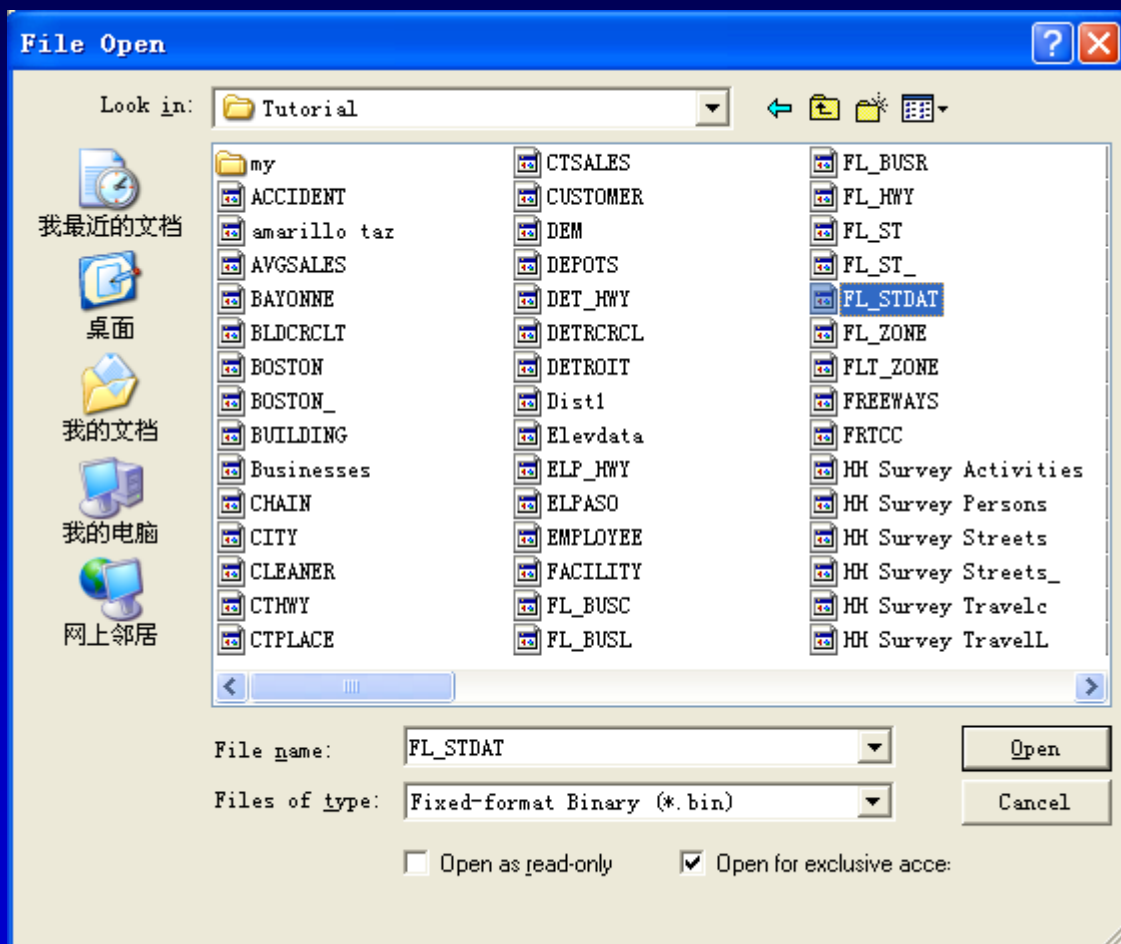 File Open
Look in:
Tutorial
我最近的文档
桌面
我的文档
我的电脑
网上邻居
my
ACCIDENT
amarillo taz
AVGSALES
BAYONNE
BLDCRCLT
BOSTON
BOSTON_
BUILDING
Businesses
CHAIN
CITY
CLEANER
CTHWY
CTPLACE
CTSALES
CUSTOMER
DEM
DEPOTS
DET_HWY
DETRCRCL
DETROIT
Dist1
Elevdata
ELP_HWY
ELPASO
EMPLOYEE
FACILITY
FL_BUSC
FL_BUSL
FL_BUSR
FL_HWY
FL_ST
FL_ST_
FL_STDAT
FL_ZONE
FLT_ZONE
FREEWAYS
FRTCC
HH Survey Activities
HH Survey Persons
HH Survey Streets
HH Survey Streets_
HH Survey Travelc
HH Survey TravelL
File name:
FL_STDAT
Open
Files of type:
Fixed-format Binary (*.bin)
Cancel
Open as read-only
Open for exclusive acce